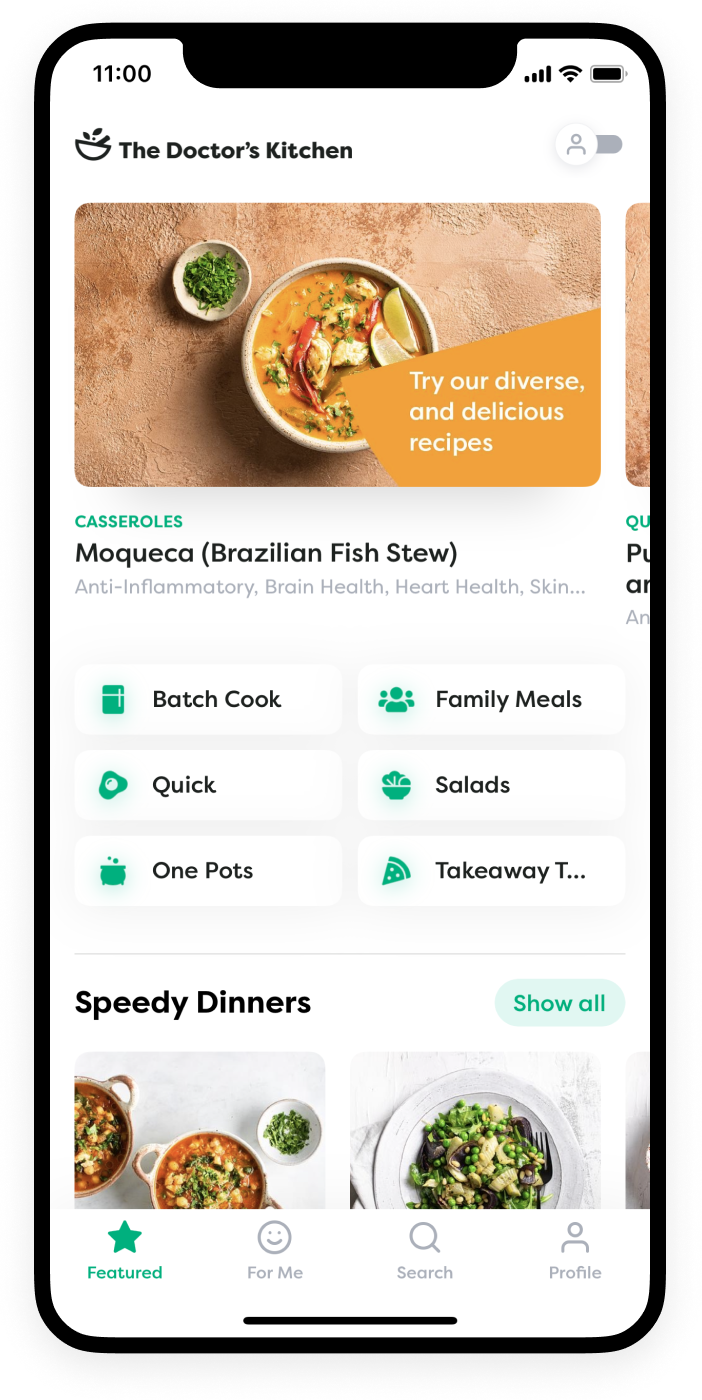 11:00
The Doctor's Kitchen
Try our diverse,
and delicious
recipes
CASSEROLES
Moqueca (Brazilian Fish Stew)
Anti-Inflammatory, Brain Health, Heart Health, Skin...
QU
Pu
an
An
Batch Cook
Family Meals
Quick
Salads
One Pots
Takeaway T...
Speedy Dinners
Show all
Featured
For Me
Search
Profile